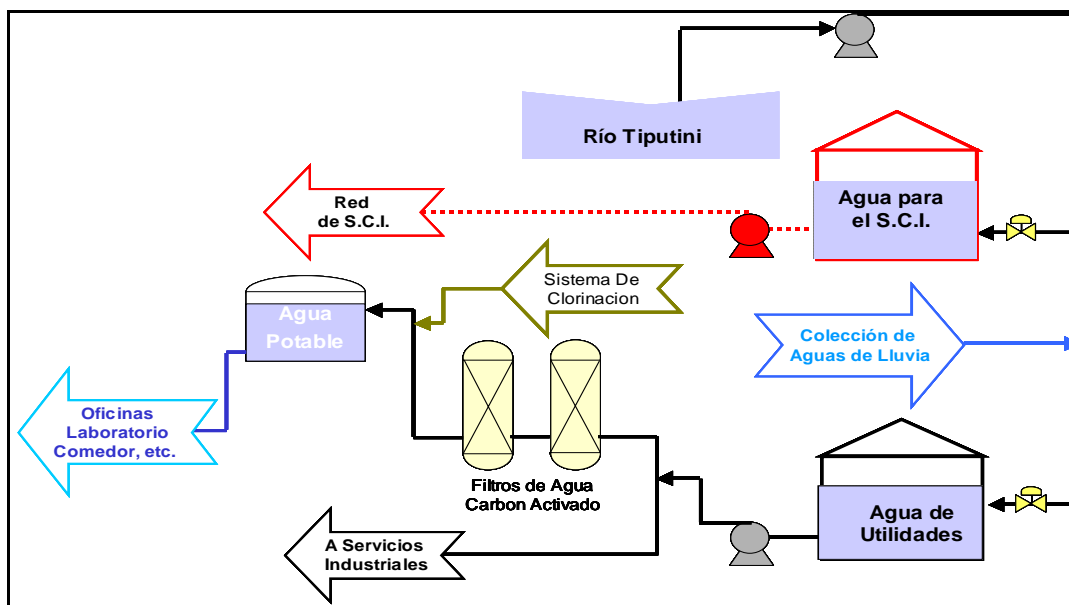 Río Tiputini
Agua para
el S.C.I.
Red
de S.C.I.
Sistema De
Clorinacion
Agua
Potable
Colección de
Aguas de Lluvia
Oficinas
Laboratorio
Comedor, etc.
Filtros de Agua
Carbon Activado
Agua de
Utilidades
A Servicios
Industriales